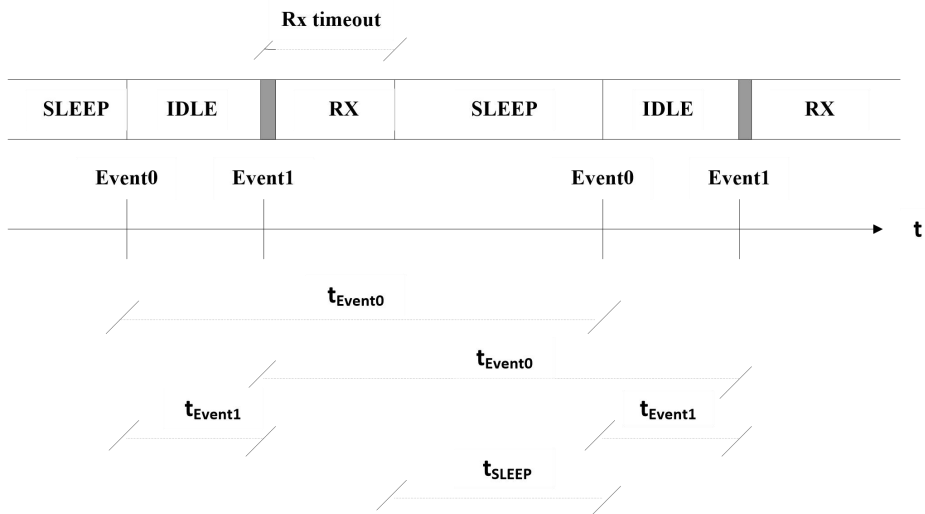 Rx timeout
SLEEP IDLE RX SLEEP IDLE RX
Event0 Event1 Event0 Event1
t
tEvent0
tEvent0
tEvent1 tEvent1
tSLEEP